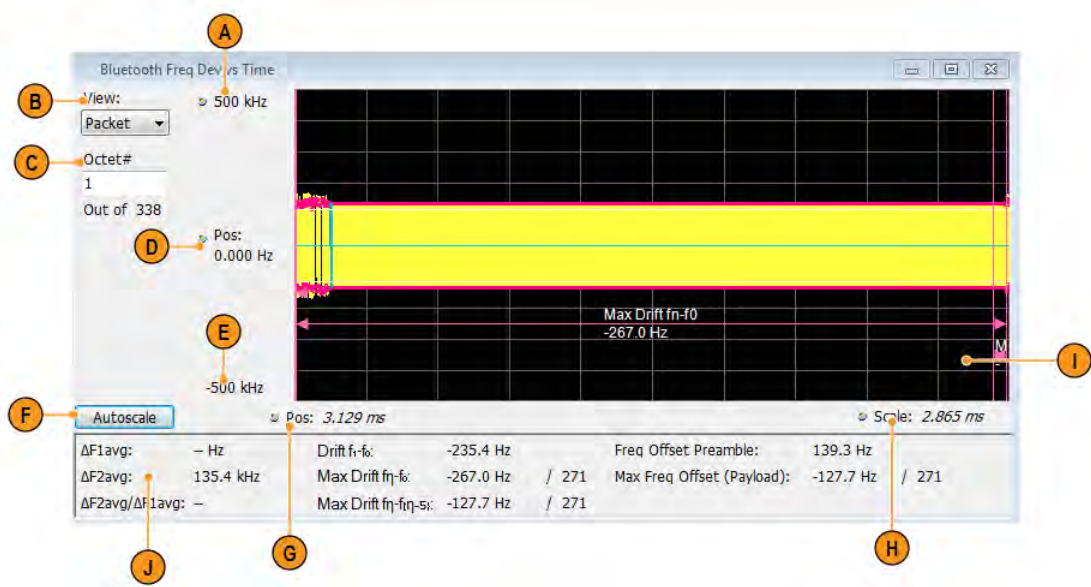 A
Bluetooth Freq Dev vs Time
B
View:
500 kHz
Packet
C
Octet#
1
Out of 338
D
Pos:
0.000 Hz
Max Drift fn-f0
-267.0 Hz
E
M
I
-500 kHz
F
Autoscale
Pos: 3.129 ms
Scale: 2.865 ms
ΔF1avg: -- Hz
Drift f₁-f₀: -235.4 Hz
Freq Offset Preamble: 139.3 Hz
ΔF2avg: 135.4 kHz
Max Drift fη-f₀: -267.0 Hz / 271
Max Freq Offset (Payload): -127.7 Hz / 271
ΔF2avg/ΔF1avg: --
Max Drift fη-fη-5: -127.7 Hz / 271
J
G
H